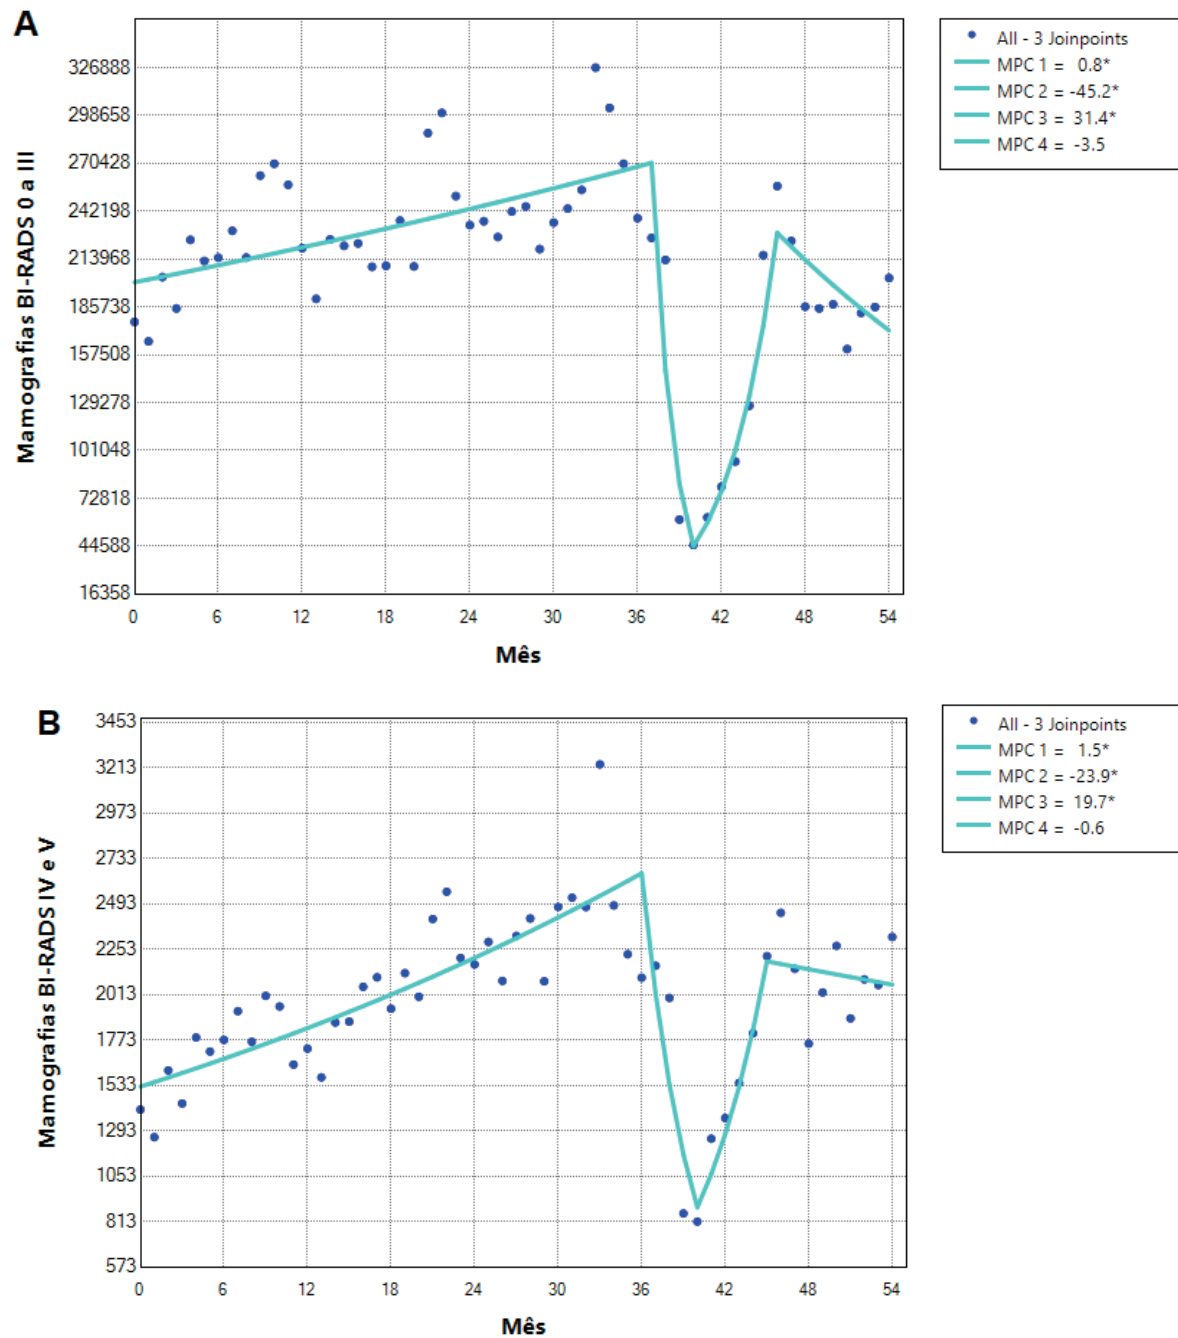 A
Mamografias BI-RADS 0 a III
326888
298658
270428
242198
213968
185738
157508
129278
101048
72818
44588
16358
0 6 12 18 24 30 36 42 48 54
Mês
All - 3 Joinpoints
MPC 1 = 0.8*
MPC 2 = -45.2*
MPC 3 = 31.4*
MPC 4 = -3.5
B
Mamografias BI-RADS IV e V
3453
3213
2973
2733
2493
2253
2013
1773
1533
1293
1053
813
573
0 6 12 18 24 30 36 42 48 54
Mês
All - 3 Joinpoints
MPC 1 = 1.5*
MPC 2 = -23.9*
MPC 3 = 19.7*
MPC 4 = -0.6